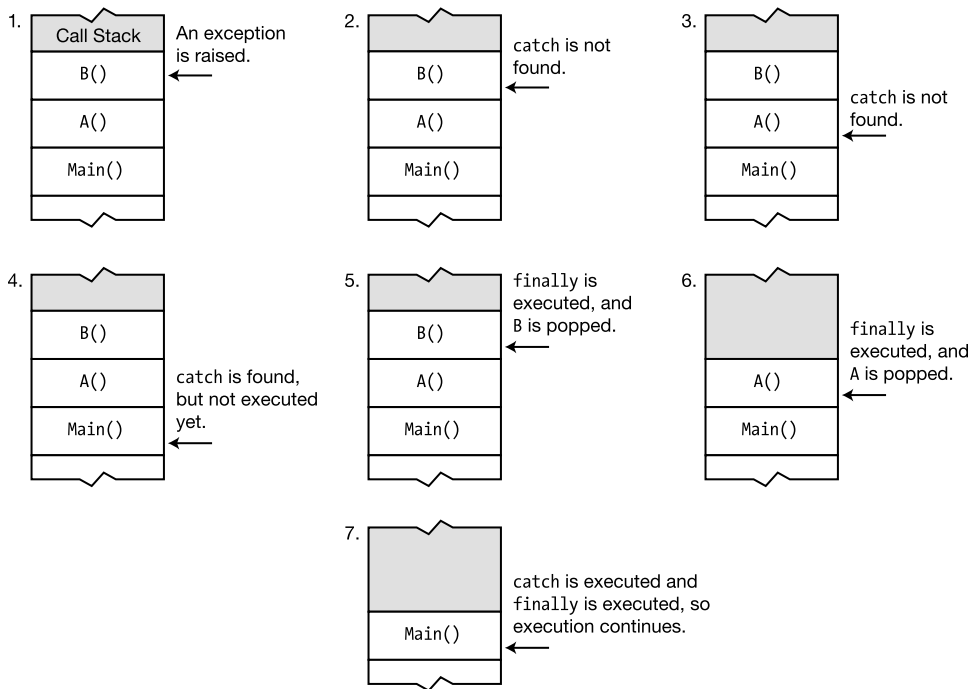 1.
Call Stack
An exception
is raised.
B()
A()
Main()
2.
catch is not
found.
B()
A()
Main()
3.
catch is not
found.
B()
A()
Main()
4.
B()
A()
Main()
catch is found,
but not executed
yet.
5.
finally is
executed, and
B is popped.
B()
A()
Main()
6.
finally is
executed, and
A is popped.
A()
Main()
7.
catch is executed and
finally is executed, so
execution continues.
Main()